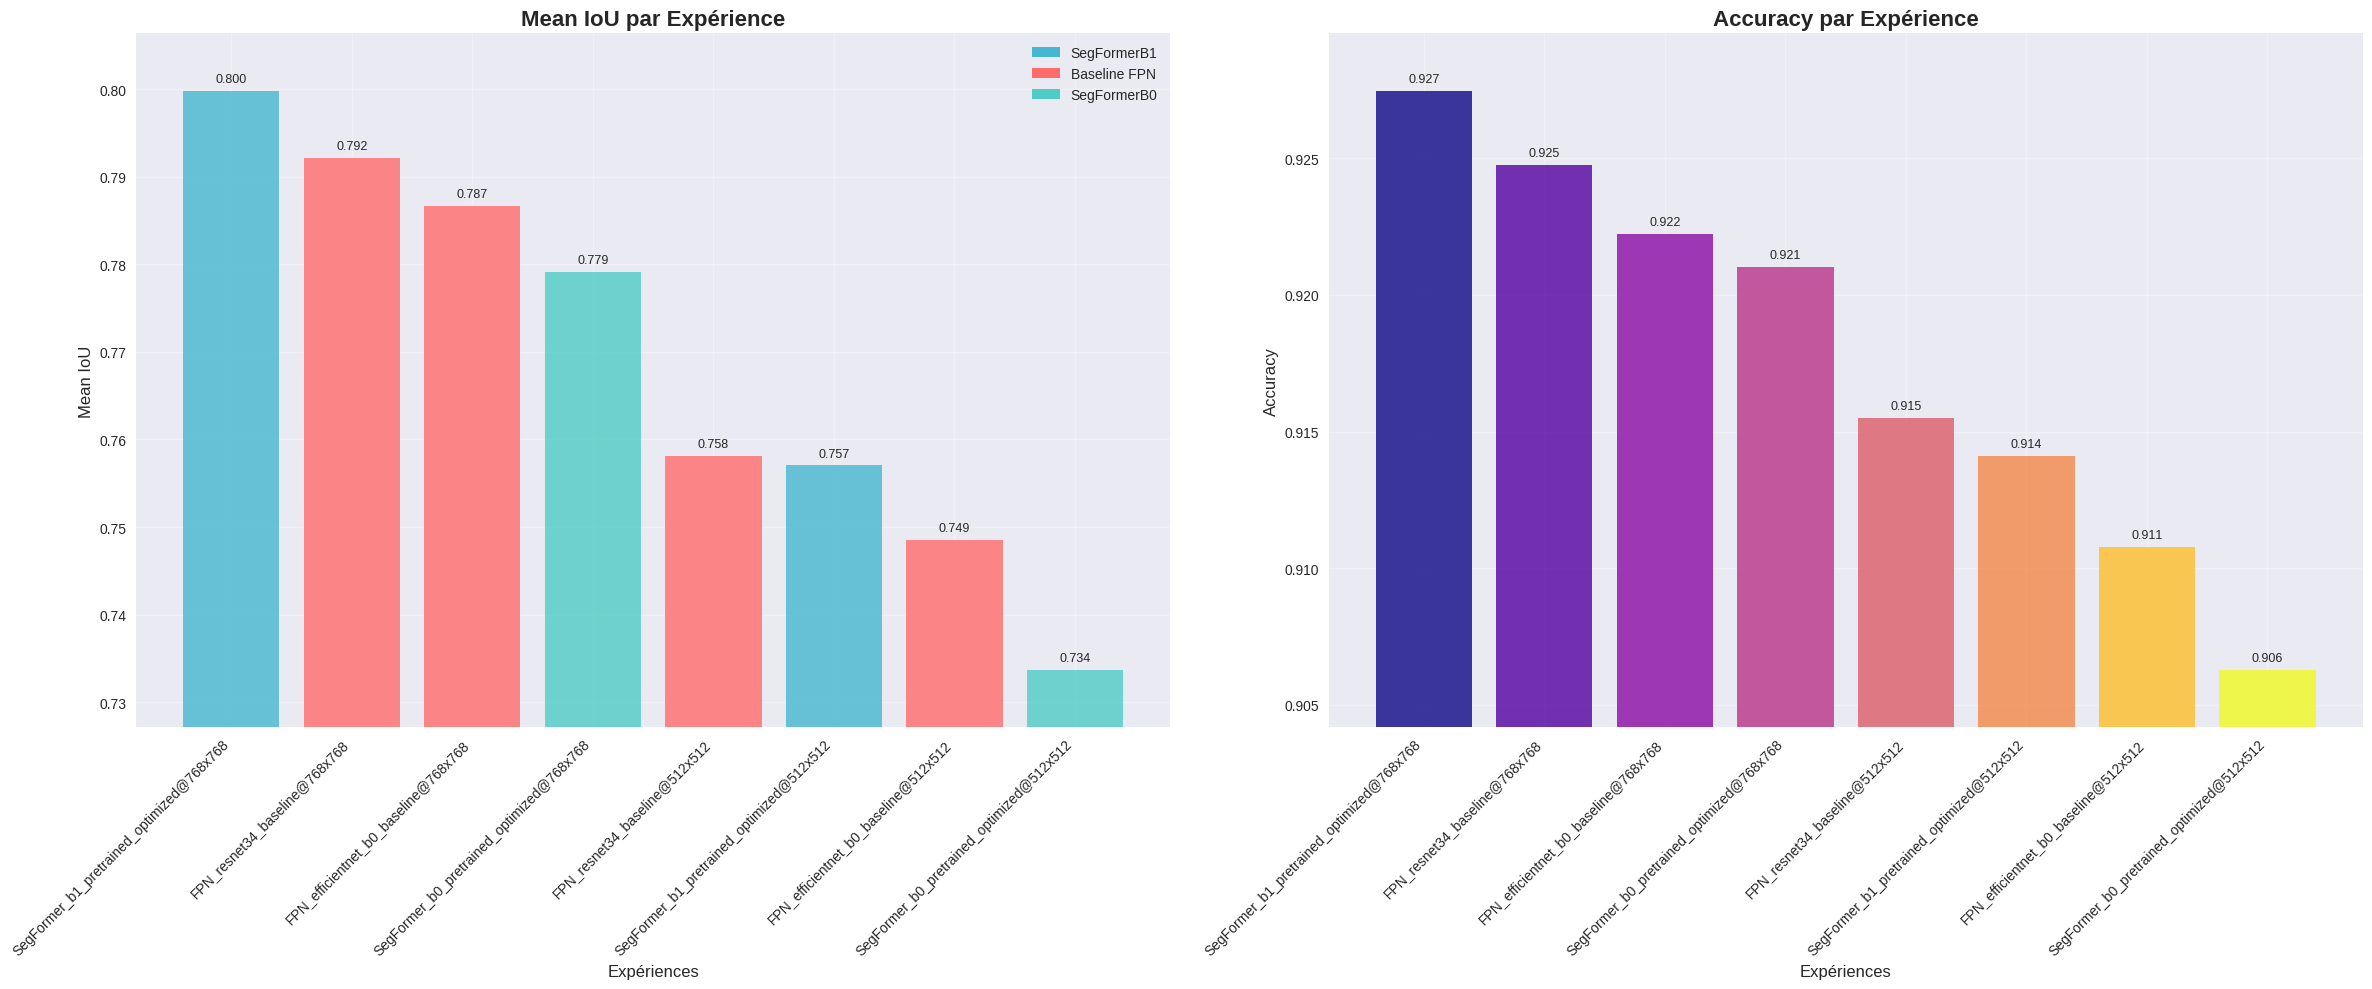 Mean IoU par Expérience
SegFormerB1
Baseline FPN
SegFormerB0
Mean IoU
0.80
0.79
0.78
0.77
0.76
0.75
0.74
0.73
0.800
0.792
0.787
0.779
0.758
0.757
0.749
0.734
SegFormer_b1_pretrained_optimized@768x768
FPN_resnet34_baseline@768x768
FPN_efficientnet_b0_baseline@768x768
SegFormer_b0_pretrained_optimized@768x768
FPN_resnet34_baseline@512x512
SegFormer_b1_pretrained_optimized@512x512
FPN_efficientnet_b0_baseline@512x512
SegFormer_b0_pretrained_optimized@512x512
Expériences
Accuracy par Expérience
Accuracy
0.925
0.920
0.915
0.910
0.905
0.927
0.925
0.922
0.921
0.915
0.914
0.911
0.906
SegFormer_b1_pretrained_optimized@768x768
FPN_resnet34_baseline@768x768
FPN_efficientnet_b0_baseline@768x768
SegFormer_b0_pretrained_optimized@768x768
FPN_resnet34_baseline@512x512
SegFormer_b1_pretrained_optimized@512x512
FPN_efficientnet_b0_baseline@512x512
SegFormer_b0_pretrained_optimized@512x512
Expériences